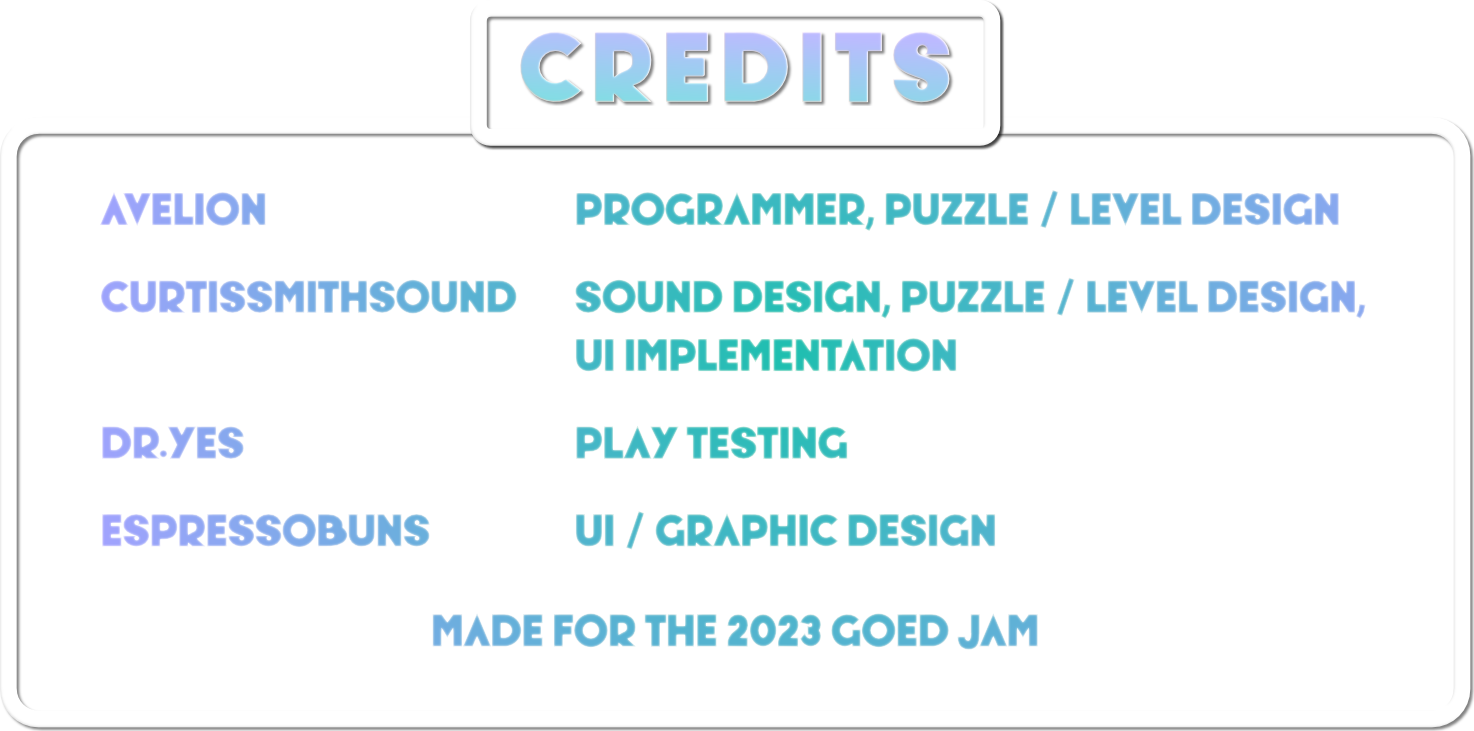 CREDITS
AVELION PROGRAMMER, PUZZLE / LEVEL DESIGN
CURTISSMITHSOUND SOUND DESIGN, PUZZLE / LEVEL DESIGN,
UI IMPLEMENTATION
DR.YES PLAY TESTING
ESPRESSOBUNS UI / GRAPHIC DESIGN
MADE FOR THE 2023 GOED JAM